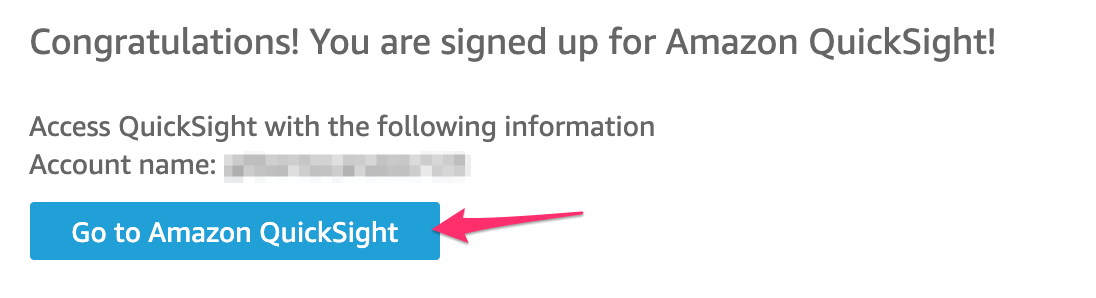 Congratulations! You are signed up for Amazon QuickSight!
Access QuickSight with the following information
Account name:
Go to Amazon QuickSight